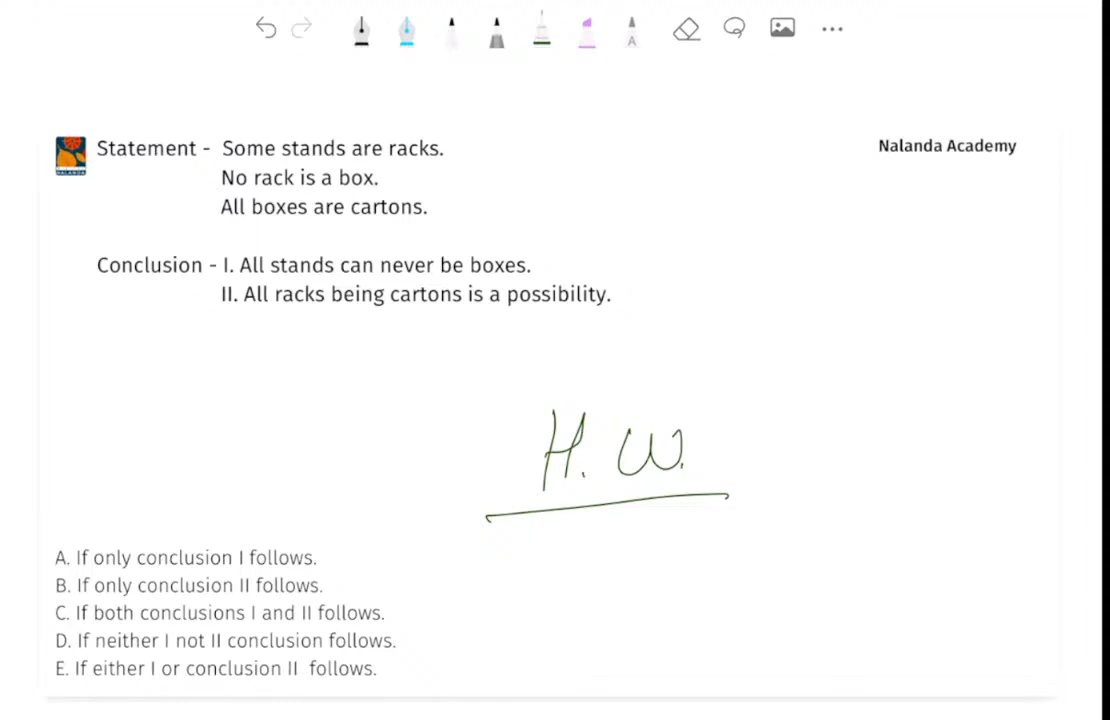 Statement - Some stands are racks.
Nalanda Academy
No rack is a box.
All boxes are cartons.
Conclusion - I. All stands can never be boxes.
II. All racks being cartons is a possibility.
H. W.
A. If only conclusion I follows.
B. If only conclusion II follows.
C. If both conclusions I and II follows.
D. If neither I not II conclusion follows.
E. If either I or conclusion II follows.